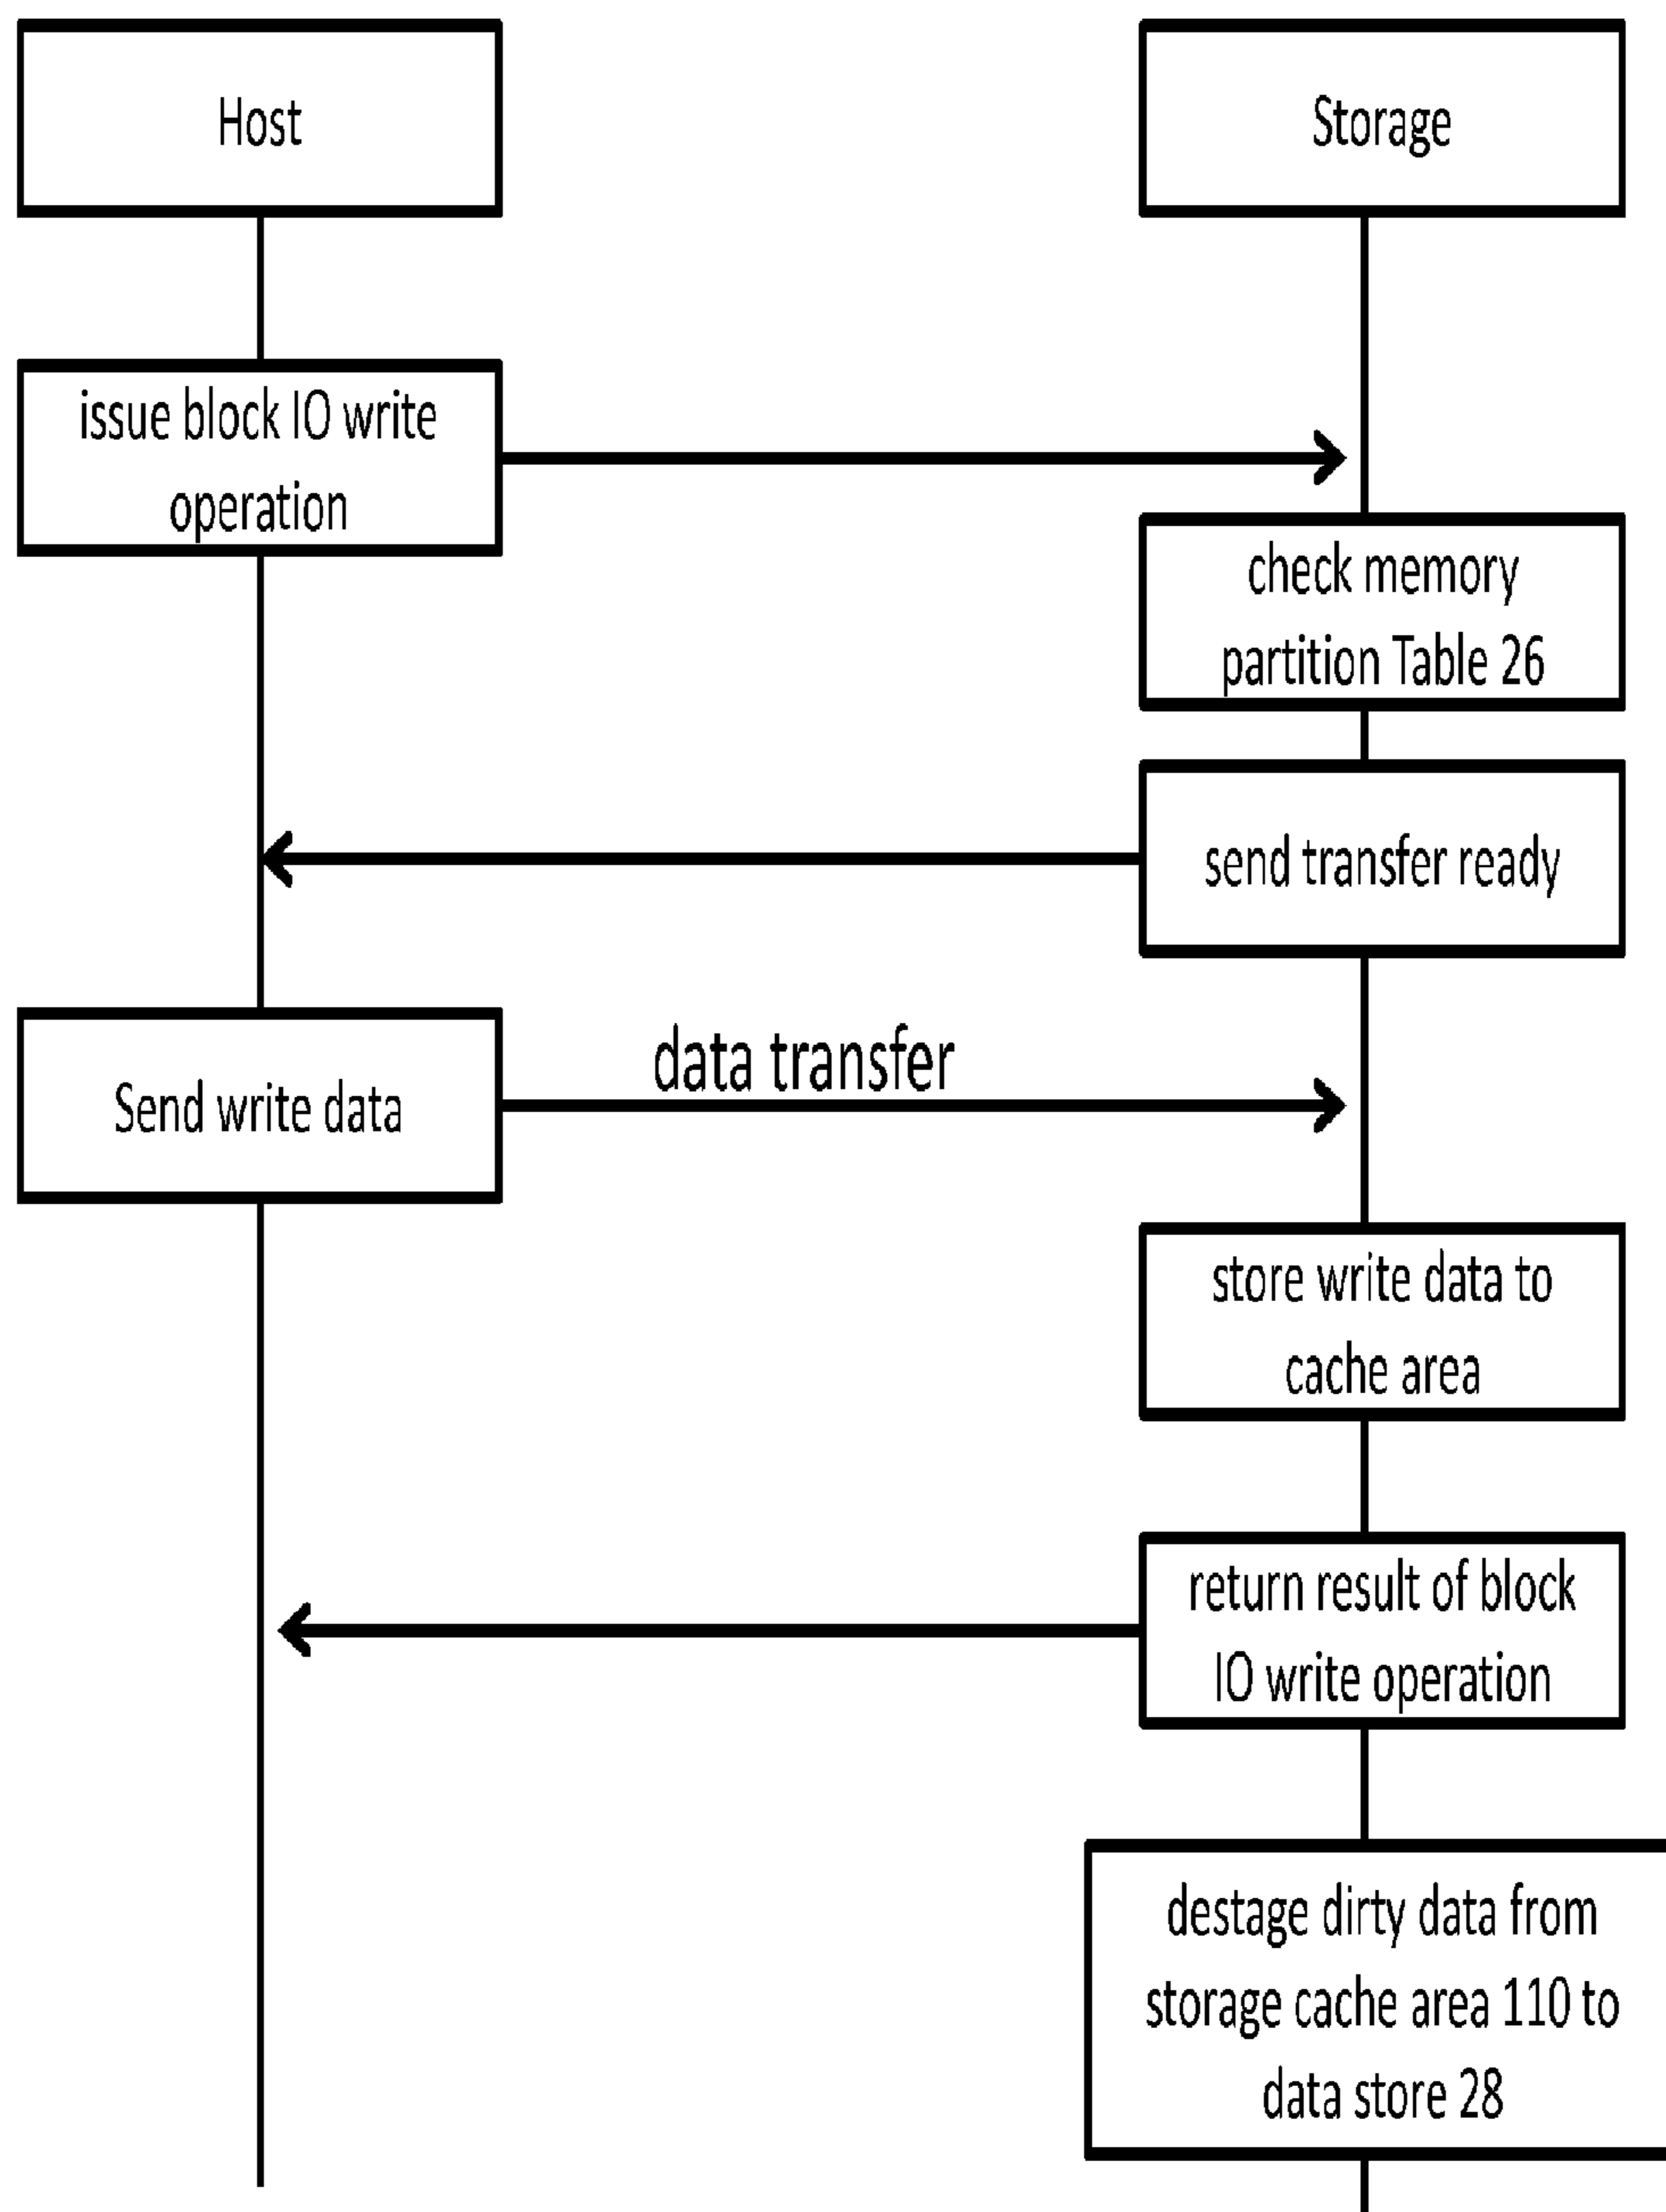 Host
Storage
issue block IO write
operation
check memory
partition Table 26
send transfer ready
data transfer
Send write data
store write data to
cache area
return result of block
IO write operation
destage dirty data from
storage cache area 110 to
data store 28